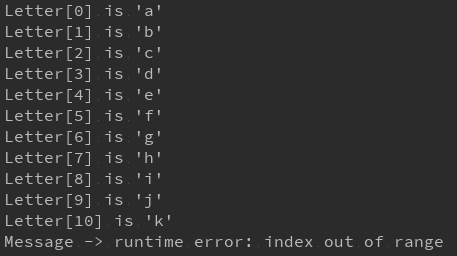 Letter[0] is 'a'
Letter[1] is 'b'
Letter[2] is 'c'
Letter[3] is 'd'
Letter[4] is 'e'
Letter[5] is 'f'
Letter[6] is 'g'
Letter[7] is 'h'
Letter[8] is 'i'
Letter[9] is 'j'
Letter[10] is 'k'
Message -> runtime error: index out of range